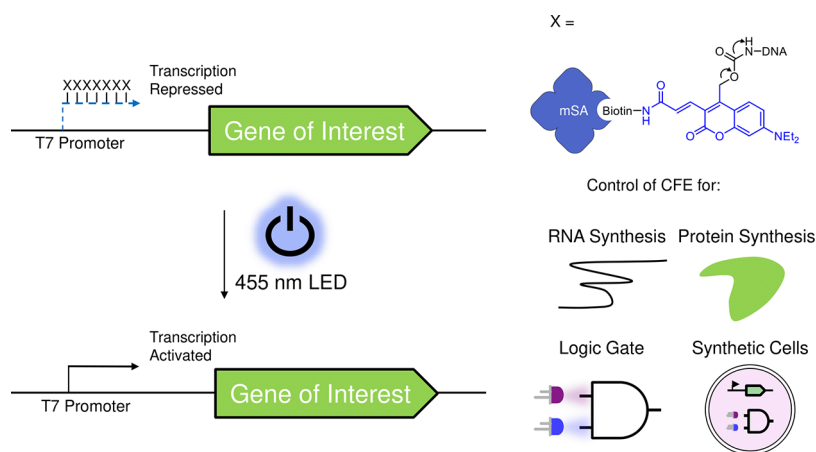 XXXXXXX
Transcription
Repressed
Gene of Interest
T7 Promoter
455 nm LED
Transcription
Activated
Gene of Interest
T7 Promoter
X =
mSA
Biotin
N
H
O
O
O
NEt₂
O
O
H
N
DNA
Control of CFE for:
RNA Synthesis
Protein Synthesis
Logic Gate
Synthetic Cells